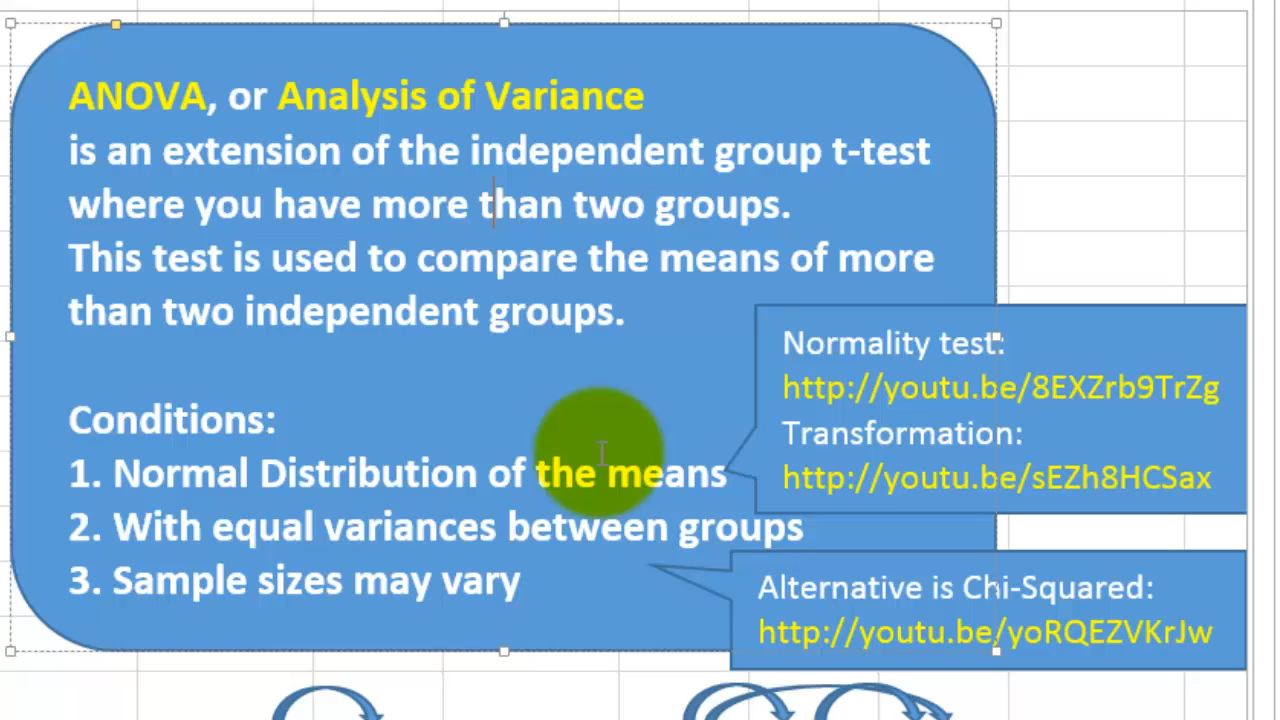 ANOVA, or Analysis of Variance
is an extension of the independent group t-test
where you have more than two groups.
This test is used to compare the means of more
than two independent groups.
Conditions:
1. Normal Distribution of the means
2. With equal variances between groups
3. Sample sizes may vary
Normality test:
http://youtu.be/8EXZrb9TrZg
Transformation:
http://youtu.be/sEZh8HCSax
Alternative is Chi-Squared:
http://youtu.be/yoRQEZVKrJw